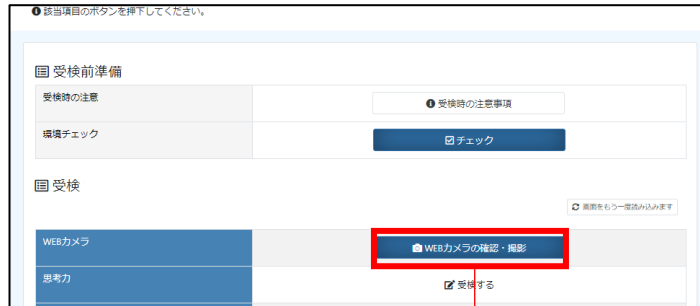 該当項目のボタンを押下してください。
受検前準備
受検時の注意
受検時の注意事項
環境チェック
チェック
受検
画面をもう一度読み込みます
WEBカメラ
WEBカメラの確認・撮影
思考力
受検する